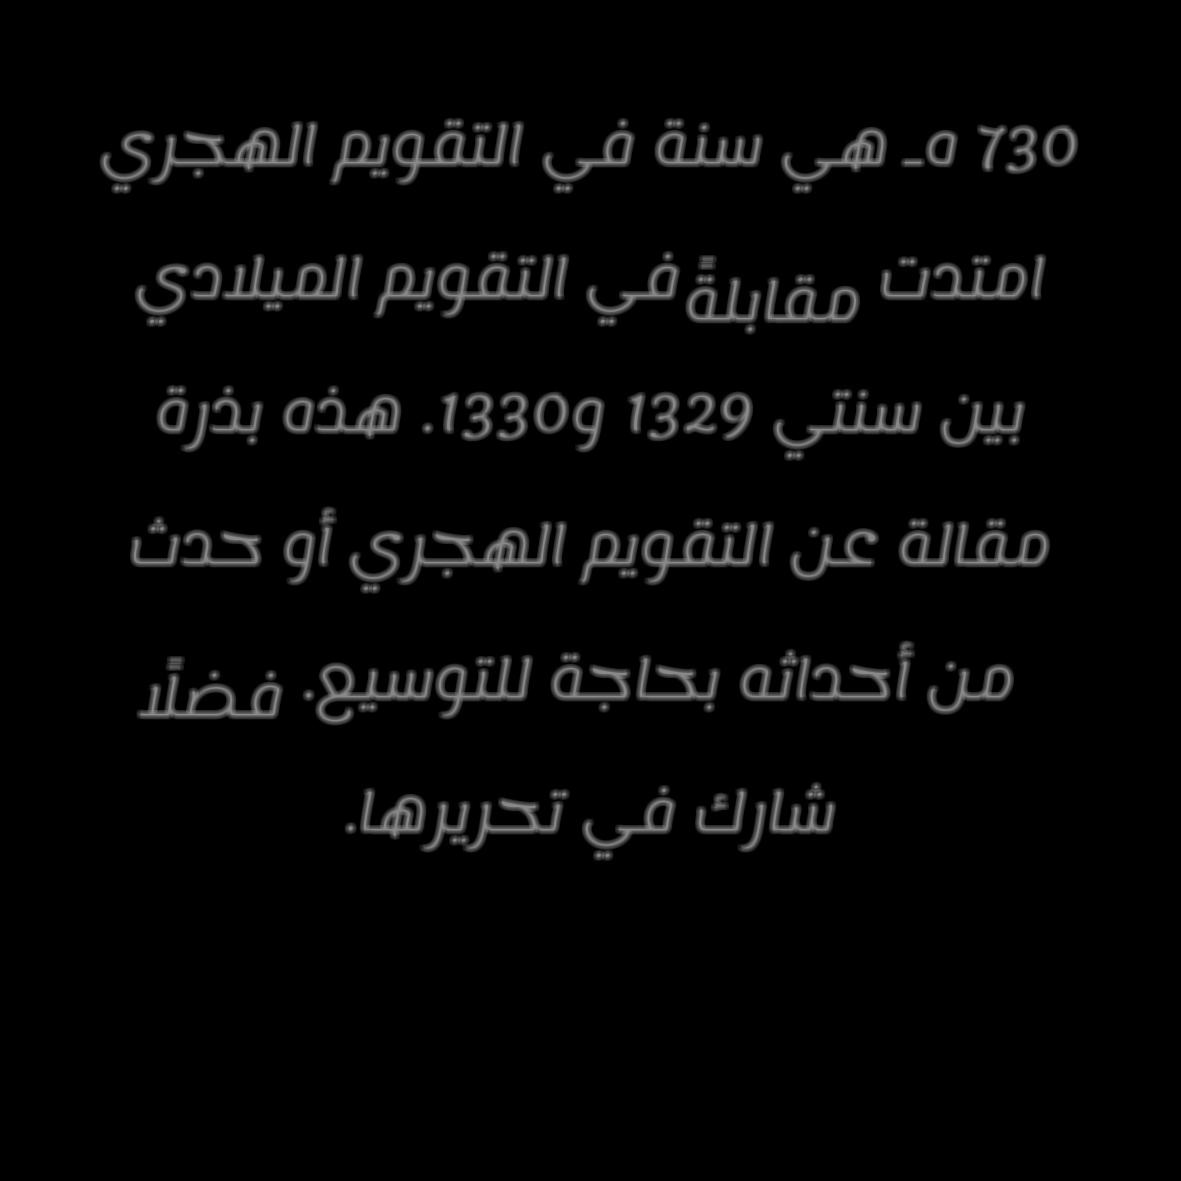 730 هـ هي سنة في التقويم الهجري
امتدت مقابلةً في التقويم الميلادي
بين سنتي 1329 و1330. هذه بذرة
مقالة عن التقويم الهجري أو حدث
من أحداثه بحاجة للتوسيع. فضلًا
شارك في تحريرها.